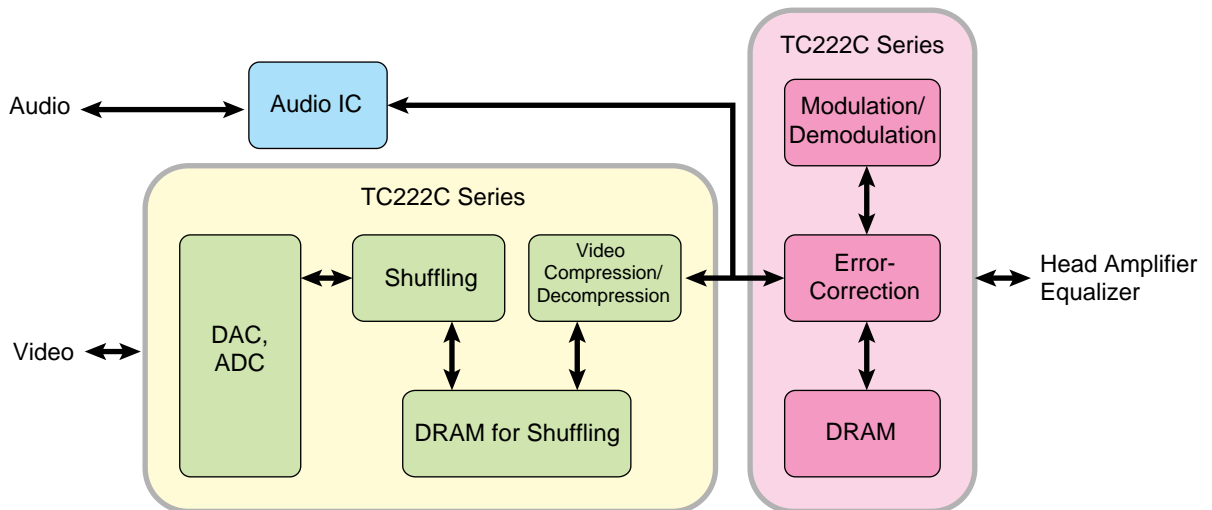 TC222C Series
Audio
Audio IC
Modulation/
Demodulation
TC222C Series
DAC,
ADC
Shuffling
Video
Compression/
Decompression
Error-
Correction
Head Amplifier
Equalizer
Video
DRAM for Shuffling
DRAM